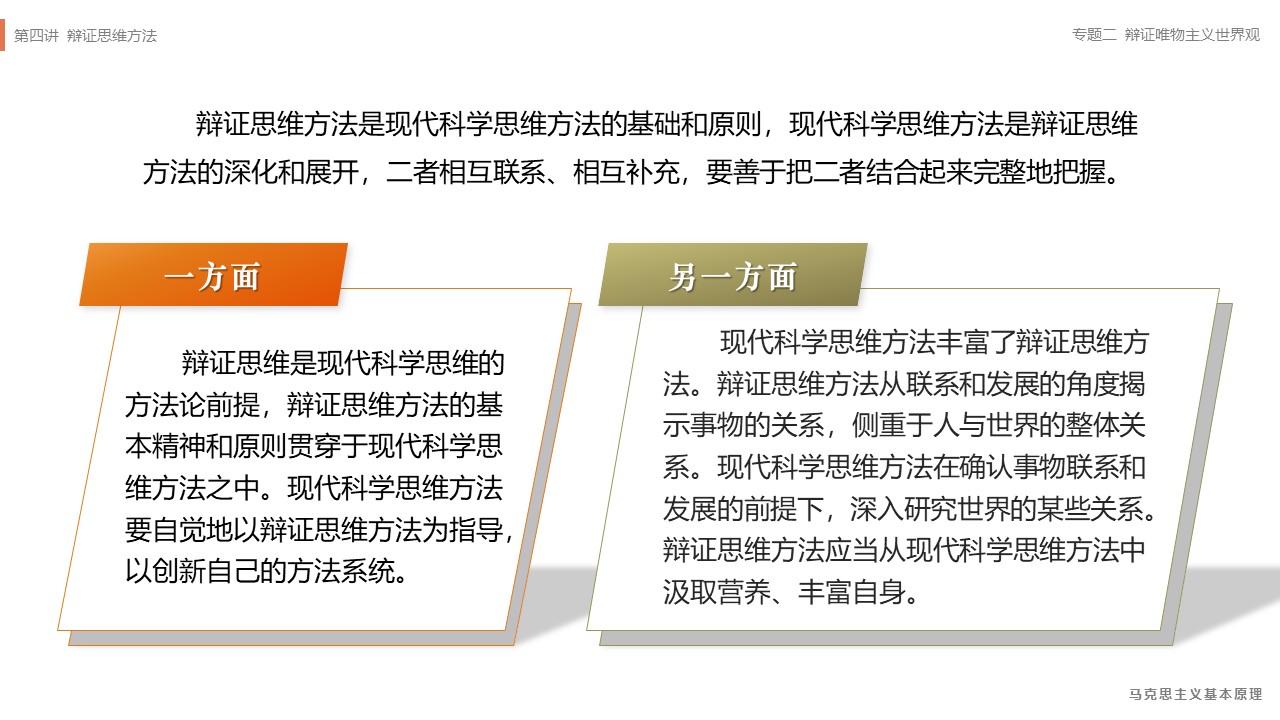 第四讲 辩证思维方法
专题二 辩证唯物主义世界观
辩证思维方法是现代科学思维方法的基础和原则，现代科学思维方法是辩证思维
方法的深化和展开，二者相互联系、相互补充，要善于把二者结合起来完整地把握。
一方面
辩证思维是现代科学思维的
方法论前提，辩证思维方法的基
本精神和原则贯穿于现代科学思
维方法之中。现代科学思维方法
要自觉地以辩证思维方法为指导，
以创新自己的方法系统。
另一方面
现代科学思维方法丰富了辩证思维方
法。辩证思维方法从联系和发展的角度揭
示事物的关系，侧重于人与世界的整体关
系。现代科学思维方法在确认事物联系和
发展的前提下，深入研究世界的某些关系。
辩证思维方法应当从现代科学思维方法中
汲取营养、丰富自身。
马克思主义基本原理